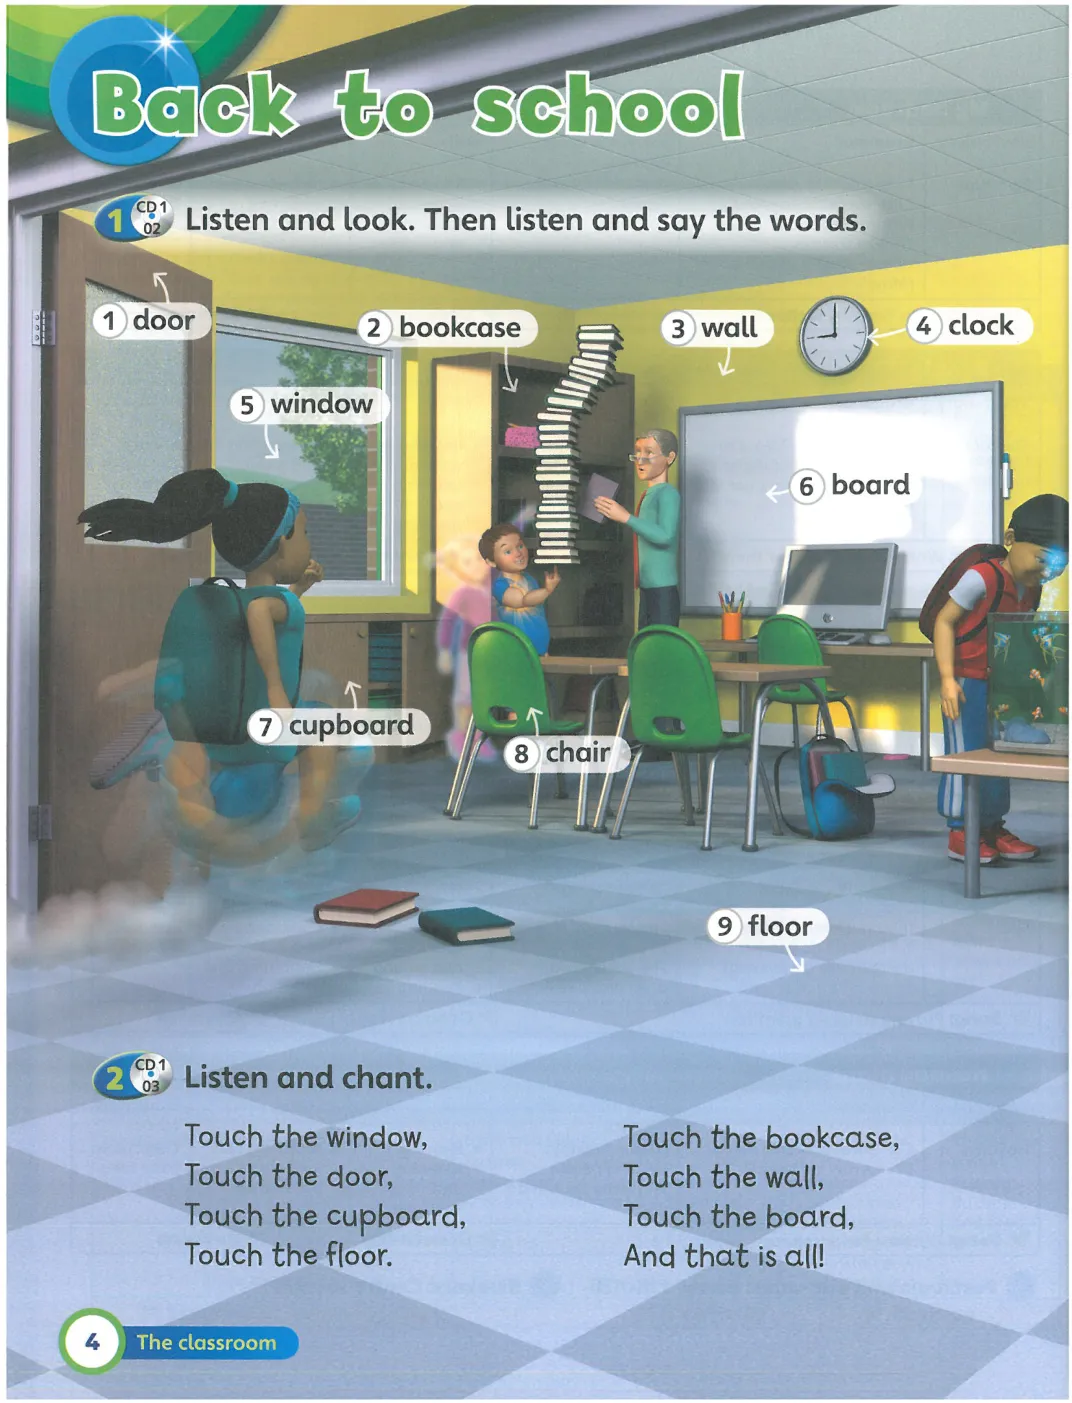 Back to school
1 CD1 02 Listen and look. Then listen and say the words.
1 door
2 bookcase
3 wall
4 clock
5 window
6 board
7 cupboard
8 chair
9 floor
2 CD1 03 Listen and chant.
Touch the window,
Touch the door,
Touch the cupboard,
Touch the floor.
Touch the bookcase,
Touch the wall,
Touch the board,
And that is all!
4 The classroom